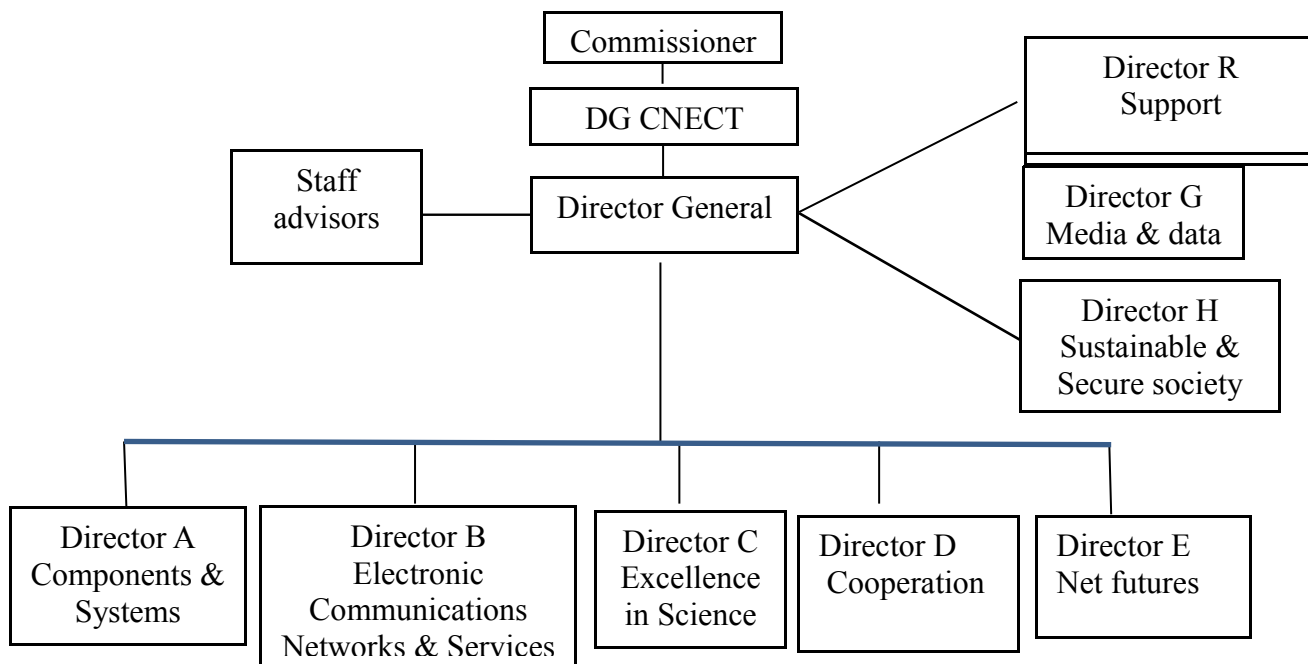 Commissioner
DG CNECT
Director General
Staff
advisors
Director R
Support
Director G
Media & data
Director H
Sustainable &
Secure society
Director A
Components &
Systems
Director B
Electronic
Communications
Networks & Services
Director C
Excellence
in Science
Director D
Cooperation
Director E
Net futures